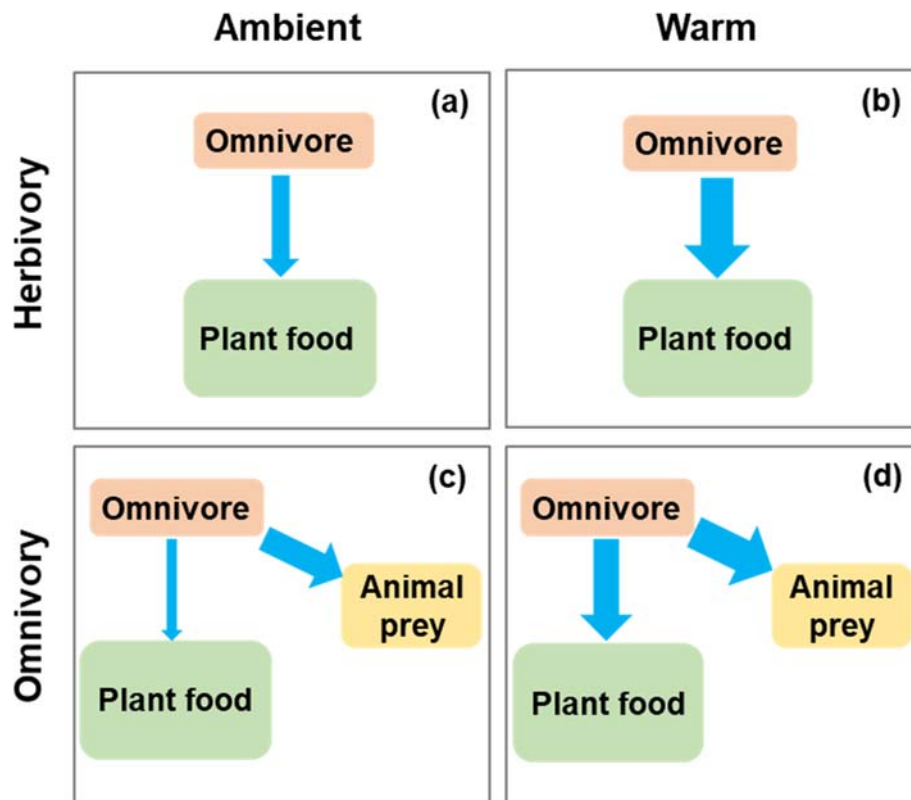 Ambient
Warm
Herbivory
(a)
Omnivore
Plant food
(b)
Omnivore
Plant food
Omnivory
(c)
Omnivore
Animal
prey
Plant food
(d)
Omnivore
Animal
prey
Plant food